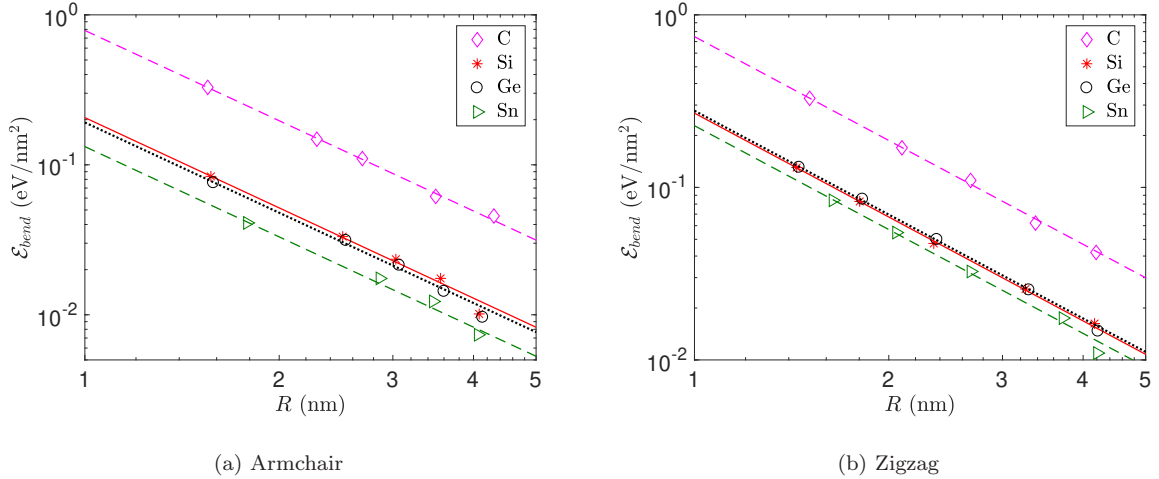 10^0
10^-1
10^-2
ℰ_bend (eV/nm^2)
1 2 3 4 5
R (nm)
C
Si
Ge
Sn
(a) Armchair
10^0
10^-1
10^-2
ℰ_bend (eV/nm^2)
1 2 3 4 5
R (nm)
C
Si
Ge
Sn
(b) Zigzag